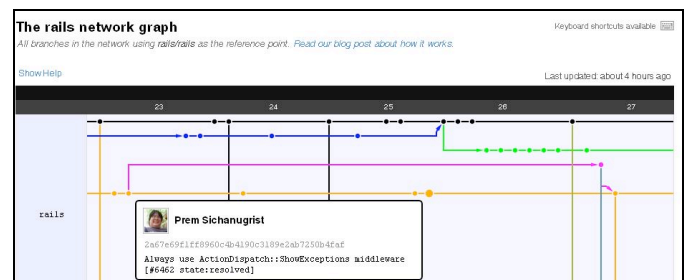 The rails network graph
Keyboard shortcuts available
All branches in the network using rails/rails as the reference point. Read our blog post about how it works.
Show Help
Last updated: about 4 hours ago
23 24 25 26 27
rails
Prem Sichanugrist
2a67e69f1ff8960c4b4190c3189e2ab7250b4faf
Always use ActionDispatch::ShowExceptions middleware
[#6462 state:resolved]